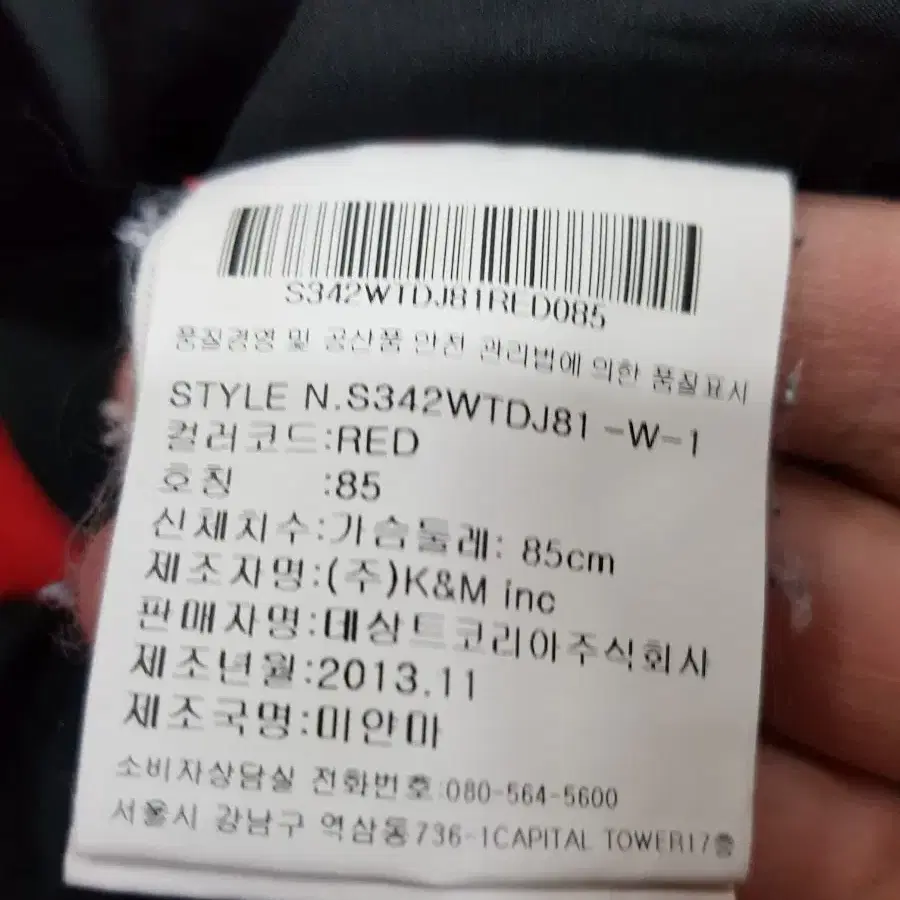 S342WTDJ81RED085
품질경영 및 공산품 안전 관리법에 의한 품질표시
STYLE N.S342WTDJ81 -W-1
컬러코드:RED
호칭 :85
신체치수:가슴둘레: 85cm
제조자명:(주)K&M inc
판매자명:데상트코리아주식회사
제조년월:2013.11
제조국명:미얀마
소비자상담실 전화번호:080-564-5600
서울시 강남구 역삼동736-1CAPITAL TOWER17층